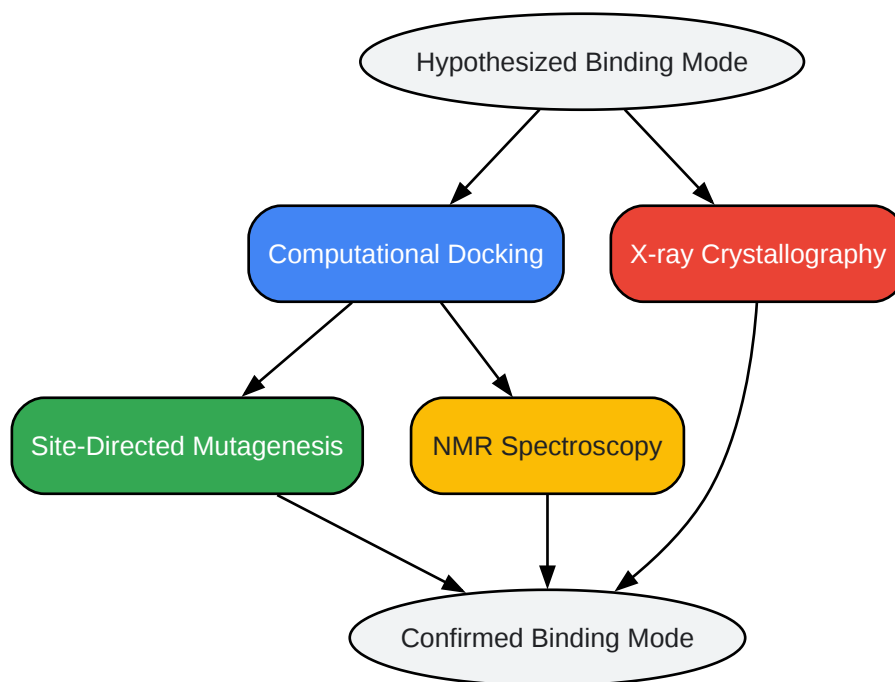 Hypothesized Binding Mode
Computational Docking
X-ray Crystallography
Site-Directed Mutagenesis
NMR Spectroscopy
Confirmed Binding Mode